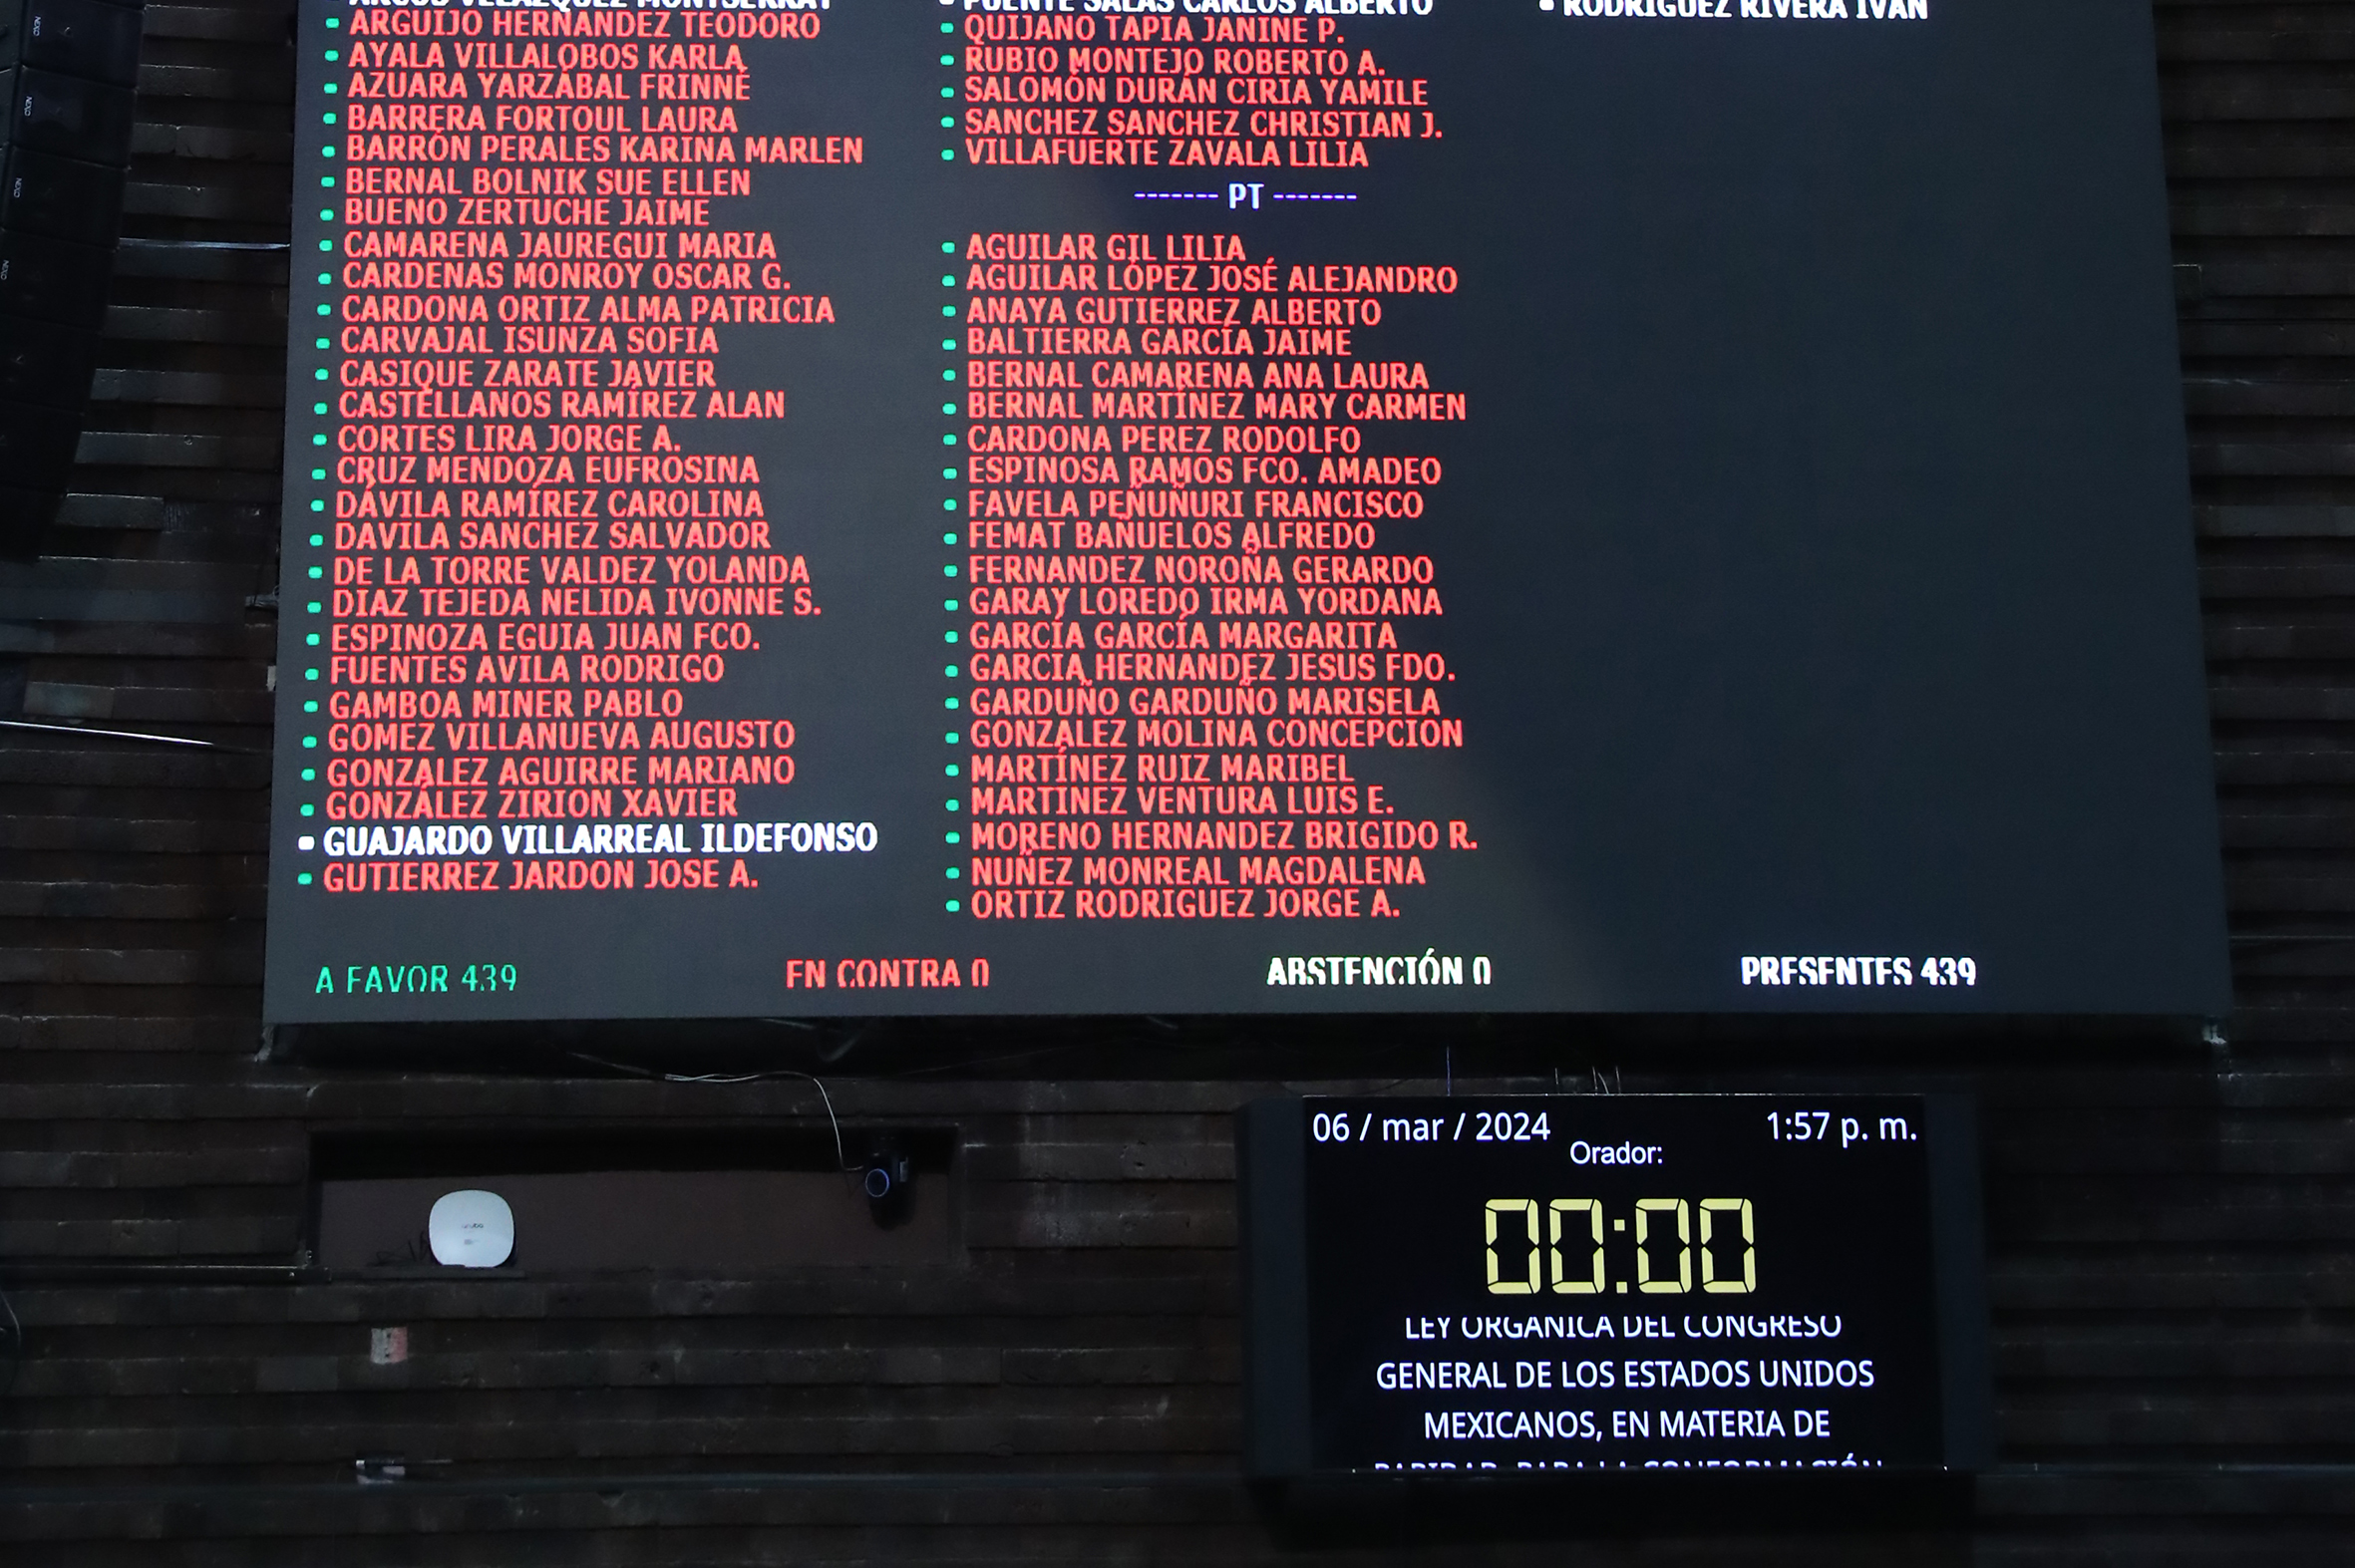 ARGUIJO HERNANDEZ TEODORO
AYALA VILLALOBOS KARLA
AZUARA YARZÁBAL FRINNÉ
BARRERA FORTOUL LAURA
BARRÓN PERALES KARINA MARLEN
BERNAL BOLNIK SUE ELLEN
BUENO ZERTUCHE JAIME
CAMARENA JAUREGUI MARIA
CARDENAS MONROY OSCAR G.
CARDONA ORTIZ ALMA PATRICIA
CARVAJAL ISUNZA SOFIA
CASIQUE ZARATE JAVIER
CASTELLANOS RAMÍREZ ALAN
CORTES LIRA JORGE A.
CRUZ MENDOZA EUFROSINA
DÁVILA RAMÍREZ CAROLINA
DAVILA SANCHEZ SALVADOR
DE LA TORRE VALDEZ YOLANDA
DIAZ TEJEDA NELIDA IVONNE S.
ESPINOZA EGUIA JUAN FCO.
FUENTES AVILA RODRIGO
GAMBOA MINER PABLO
GOMEZ VILLANUEVA AUGUSTO
GONZALEZ AGUIRRE MARIANO
GONZÁLEZ ZIRION XAVIER
GUAJARDO VILLARREAL ILDEFONSO
GUTIERREZ JARDON JOSE A.
PUENTE SALAS CARLOS ALBERTO
QUIJANO TAPIA JANINE P.
RUBIO MONTEJO ROBERTO A.
SALOMÓN DURÁN CIRIA YAMILE
SANCHEZ SANCHEZ CHRISTIAN J.
VILLAFUERTE ZAVALA LILIA
------- PT -------
AGUILAR GIL LILIA
AGUILAR LÓPEZ JOSÉ ALEJANDRO
ANAYA GUTIERREZ ALBERTO
BALTIERRA GARCÍA JAIME
BERNAL CAMARENA ANA LAURA
BERNAL MARTÍNEZ MARY CARMEN
CARDONA PEREZ RODOLFO
ESPINOSA RAMOS FCO. AMADEO
FAVELA PEÑUÑURI FRANCISCO
FEMAT BAÑUELOS ALFREDO
FERNANDEZ NOROÑA GERARDO
GARAY LOREDO IRMA YORDANA
GARCÍA GARCÍA MARGARITA
GARCIA HERNANDEZ JESUS FDO.
GARDUÑO GARDUÑO MARISELA
GONZALEZ MOLINA CONCEPCION
MARTÍNEZ RUIZ MARIBEL
MARTINEZ VENTURA LUIS E.
MORENO HERNANDEZ BRIGIDO R.
NUÑEZ MONREAL MAGDALENA
ORTIZ RODRIGUEZ JORGE A.
RODRIGUEZ RIVERA IVAN
A FAVOR 439
EN CONTRA 0
ABSTENCIÓN 0
PRESENTES 439
06 / mar / 2024
1:57 p. m.
Orador:
00:00
LEY ORGANICA DEL CONGRESO
GENERAL DE LOS ESTADOS UNIDOS
MEXICANOS, EN MATERIA DE